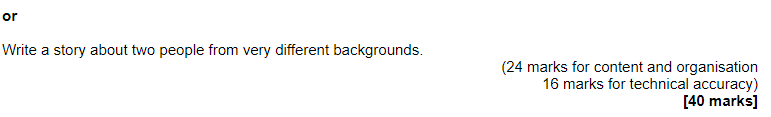 or
Write a story about two people from very different backgrounds.
(24 marks for content and organisation
16 marks for technical accuracy)
[40 marks]